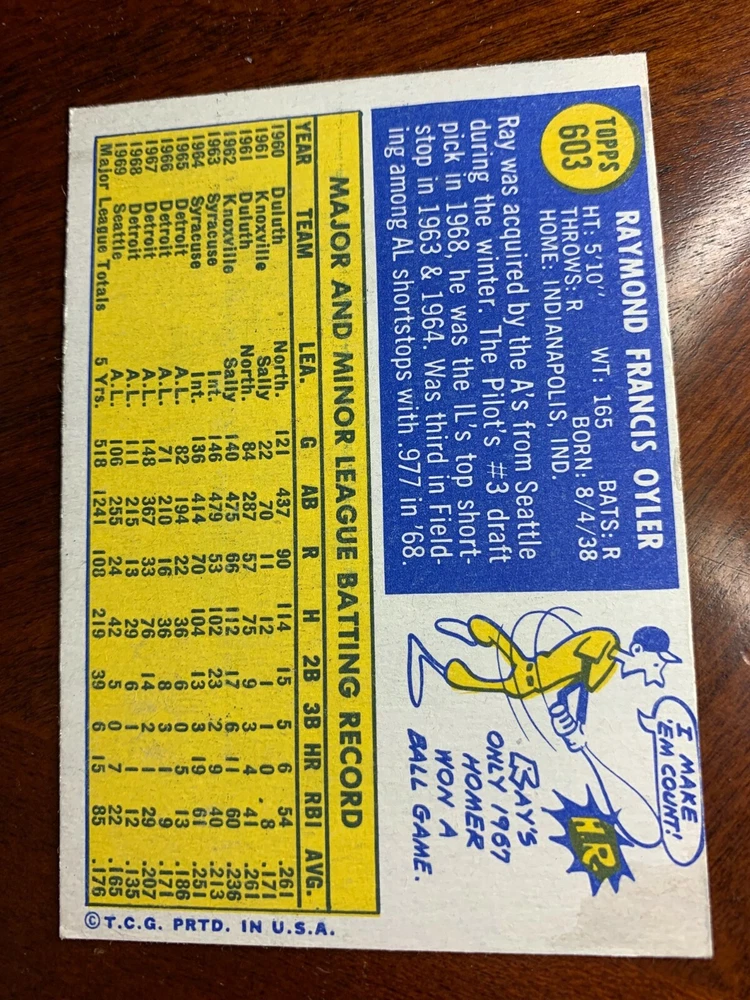 TOPPS
603
RAYMOND FRANCIS OYLER
HT: 5'10" WT: 165 BATS: R
THROWS: R BORN: 8/4/38
HOME: INDIANAPOLIS, IND.
Ray was acquired by the A's from Seattle
during the winter. The Pilot's #3 draft
pick in 1968, he was the IL's top short-
stop in 1963 & 1964. Was third in Field-
ing among AL shortstops with .977 in '68.
I MAKE
'EM COUNT!
H.R.
RAY'S
ONLY 1967
HOMER
WON A
BALL GAME.
MAJOR AND MINOR LEAGUE BATTING RECORD
YEAR TEAM LEA. G AB R H 2B 3B HR RBI AVG.
1960 Duluth North. 121 437 90 114 15 5 6 54 .261
1961 Knoxville Sally 22 70 11 12 1 1 0 8 .171
1961 Duluth North. 84 287 57 75 9 3 4 41 .261
1962 Knoxville Sally 140 475 66 112 17 6 11 60 .236
1963 Syracuse Int. 146 479 53 102 23 2 9 40 .213
1964 Syracuse Int. 136 414 70 104 13 3 19 61 .251
1965 Detroit A.L. 82 194 22 36 6 0 5 13 .186
1966 Detroit A.L. 71 210 16 36 8 3 1 9 .171
1967 Detroit A.L. 148 367 33 76 14 2 1 29 .207
1968 Detroit A.L. 111 215 13 29 6 1 1 12 .135
1969 Seattle A.L. 106 255 24 42 5 0 7 22 .165
Major League Totals 5 Yrs. 518 1241 108 219 39 6 15 85 .176
© T.C.G. PRTD. IN U.S.A.